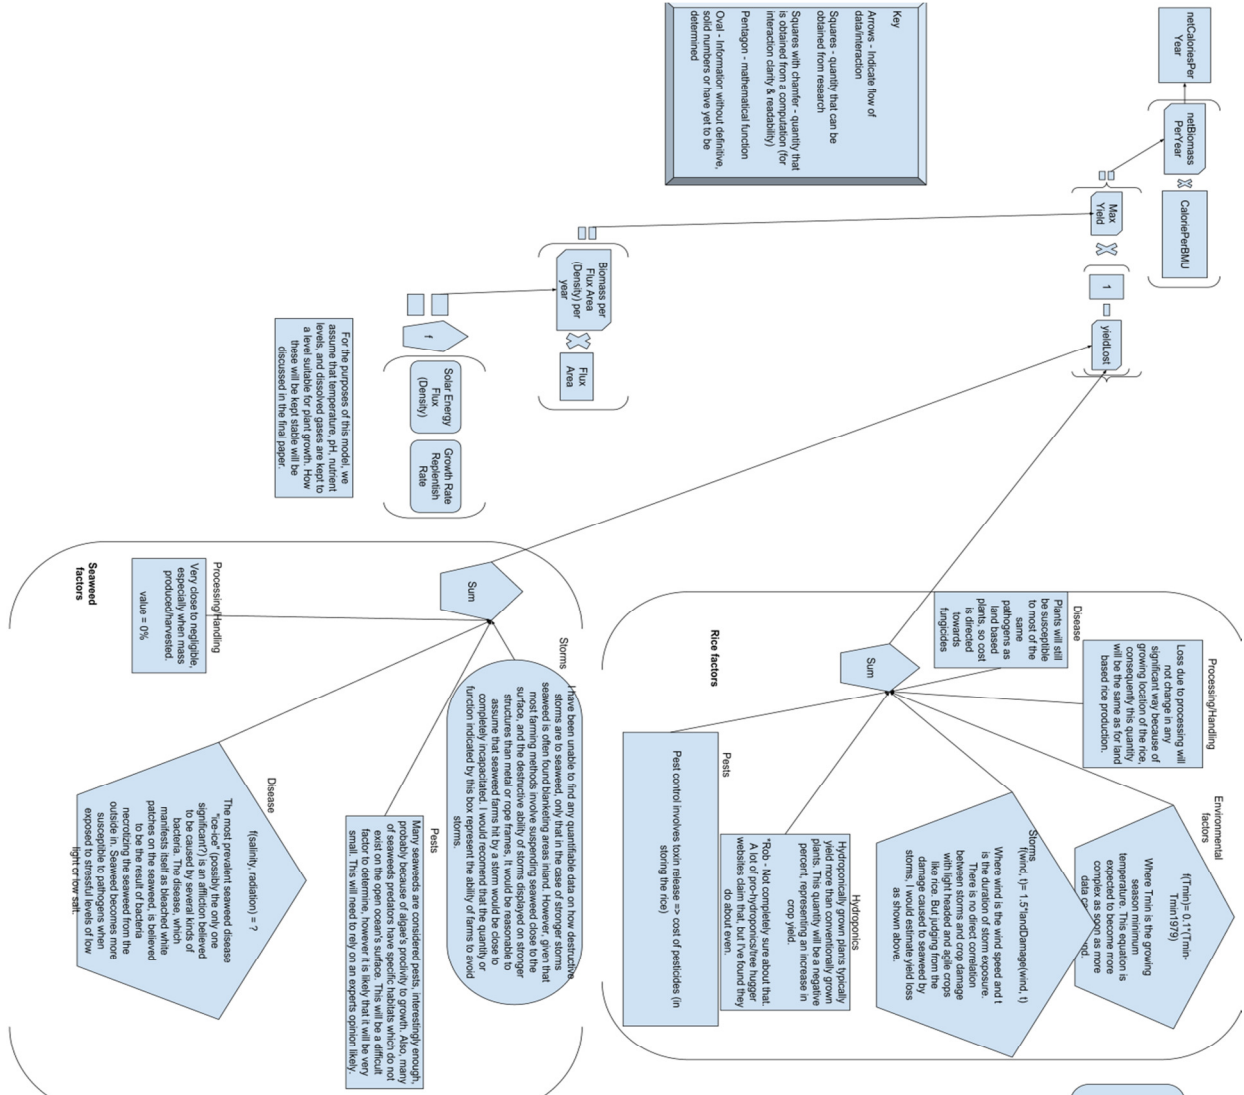 netCaloriesPer
Year
=
netBiomass
PerYear
x
CaloriePerBMU
=
Max
Yield
X
1
-
yieldLost
Key
Arrows - Indicate flow of
data/interaction
Squares - quantity that can be
obtained from research
Squares with chamfer - quantity that
is obtained from a computation (for
interaction clarity & readability)
Pentagon - mathematical function
Oval - Information without definitive,
solid numbers or have yet to be
determined
Biomass per
Flux Area
(Density) per
year
Flux
Area
f
Solar Energy
Flux
(Density)
Growth Rate
Replentish
Rate
For the purposes of this model, we
assume that temperature, pH, nutrient
levels, and dissolved gases are kept to
a level suitable for plant growth. How
these will be kept stable will be
discussed in the final paper.
Rice factors
Sum
Processing/Handling
Loss due to processing will
not change in any
significant way because of
growing location of the rice,
consequently this quantity
will be the same as for land
based rice production.
Disease
Plants will still
be susceptible
to most of the
same
pathogens as
land based
plants, so cost
is directed
towards
fungicides
Environmental
factors
f(Tmin)= 0.1*(Tmin-
Tmin1979)
Where Tmin is the growing
season minimum
temperature. This equation is
expected to become more
complex as soon as more
data
Storms
f(winc, t)= 1.5*landDamage(wind, t)
Where wind is the wind speed and t
is the duration of storm exposure.
There is no direct correlation
between storms and crop damage
with light headed and agile crops
like rice. But judging from the
damage caused to seaweed by
storms, I would estimate yield loss
as shown above.
Hydroponics
Hydroponically grown plans typically
yield more than conventionally grown
plants. This quantity will be a negative
percent, representing an increase in
crop yield.
*Rob - Not completely sure about that.
A lot of pro-hydroponics/tree hugger
websites claim that, but I've found they
do about even.
Pests
Pest control involves toxin release => cost of pesticides (in
storing the rice)
Seaweed
factors
Sum
Storms
I have been unable to find any quantifiable data on how destructive
storms are to seaweed, only that in the case of stronger storms
seaweed is often found blanketing areas inland. However, given that
most farming methods involve suspending seaweed close to the
surface, and the destructive ability of storms displayed on stronger
structures than metal or rope frames, It would be reasonable to
assume that seaweed farms hit by a storm would be close to
completely incapacitated. I would recommend that the quantity or
function indicated by this box represent the ability of farms to avoid
storms.
Pests
Many seaweeds are considered pests, interestingly enough,
probably because of algae's proclivity to growth. Also, many
of seaweeds predators have specific habitats which do not
exist on the open ocean's surface. This will be a difficult
factor to determine, however it is likely that it will be very
small. This will need to rely on an experts opinion likely.
Disease
f(salinity, radiation) = ?
The most prevalent seaweed disease
"ice-ice" (possibly the only one
significant?) is an affliction believed
to be caused by several kinds of
bacteria. The disease, which
manifests itself as bleached white
patches on the seaweed, is believed
to be the result of bacteria
necrotizing the seaweed from the
outside in. Seaweed becomes more
susceptible to pathogens when
exposed to stressful levels of low
light or low salt.
Processing/Handling
Very close to negligible,
especially when mass
produced/harvested.
value = 0%